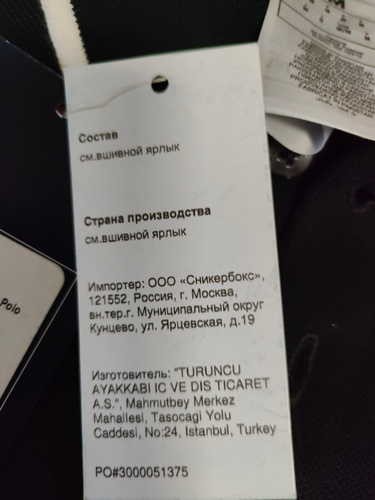 Состав
см.вшивной ярлык
Страна производства
см.вшивной ярлык
Импортер: ООО «Сникербокс»,
121552, Россия, г. Москва,
вн.тер.г. Муниципальный округ
Кунцево, ул. Ярцевская, д.19
Изготовитель: "TURUNCU
AYAKKABI IC VE DIS TICARET
A.S.", Mahmutbey Merkez
Mahallesi, Tasocagi Yolu
Caddesi, No:24, Istanbul, Turkey
PO#3000051375
Polo
M